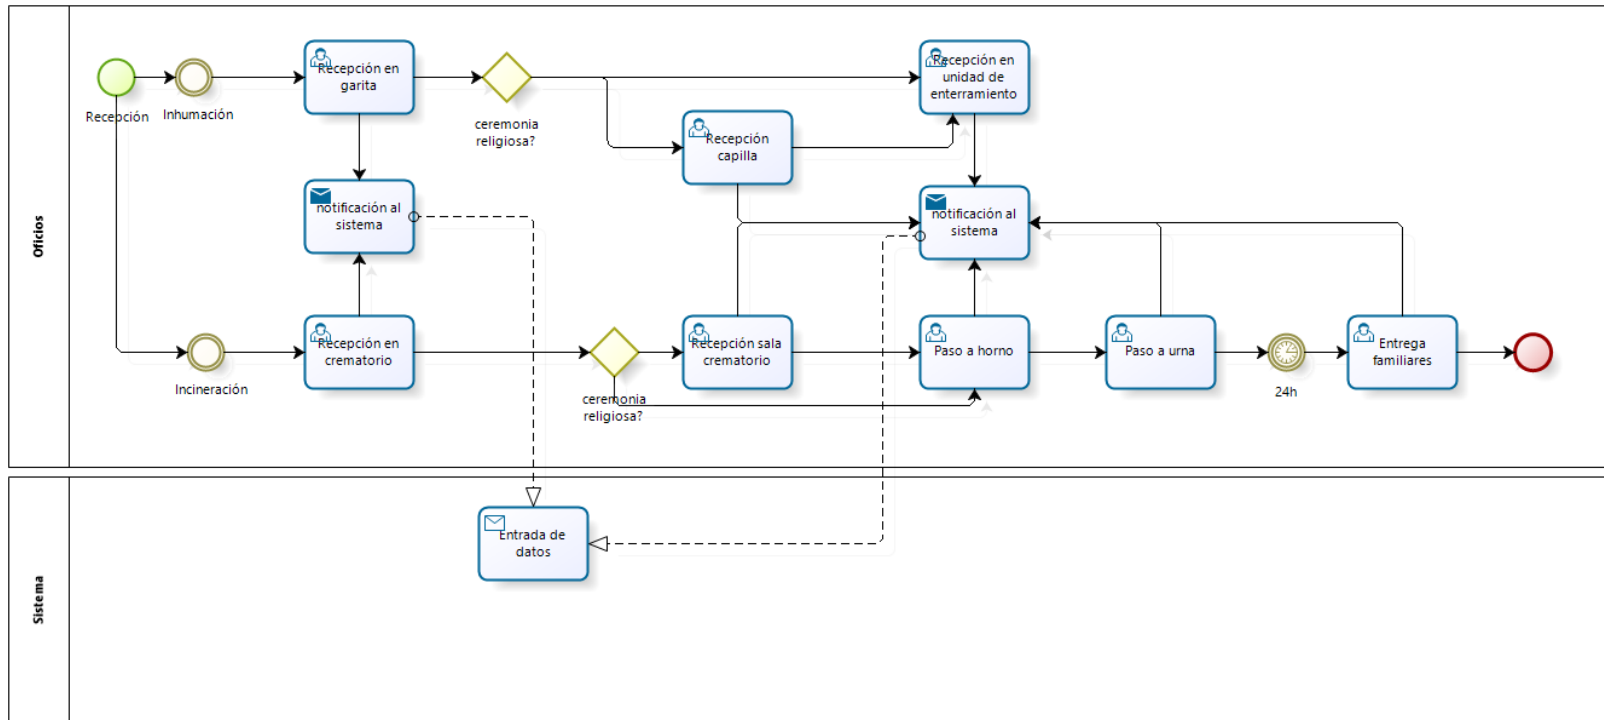 Oficios
Recepción
Inhumación
Recepción en
garita
ceremonia
religiosa?
Recepción
capilla
Recepción en
unidad de
enterramiento
notificación al
sistema
notificación al
sistema
Incineración
Recepción en
crematorio
ceremonia
religiosa?
Recepción sala
crematorio
Paso a horno
Paso a urna
24h
Entrega
familiares
Sistema
Entrada de
datos